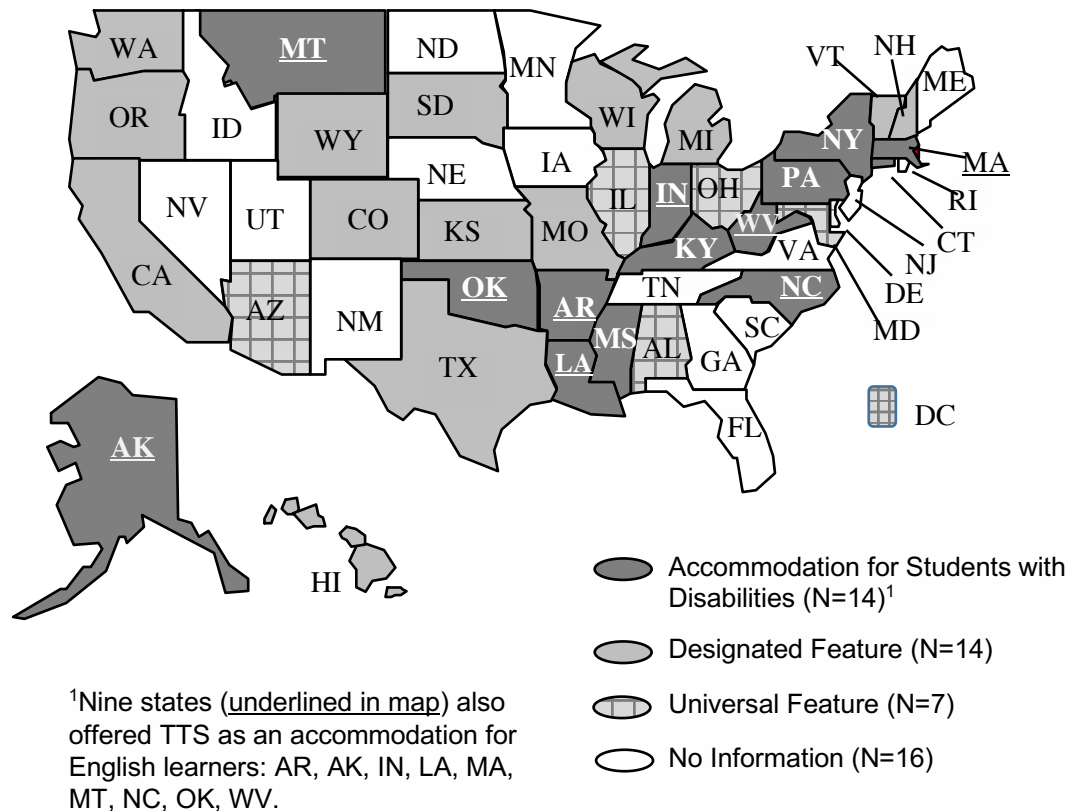 WA
MT
ND
MN
VT
NH
ME
OR
ID
SD
WI
MI
NY
WY
MA
IA
PA
NE
IL
IN
OH
RI
NV
UT
CO
KS
MO
WV
KY
VA
CT
NJ
CA
DE
OK
TN
NC
AZ
NM
AR
SC
MD
MS
AL
GA
LA
TX
DC
FL
AK
HI
Accommodation for Students with
Disabilities (N=14)¹
Designated Feature (N=14)
Universal Feature (N=7)
No Information (N=16)
¹Nine states (underlined in map) also
offered TTS as an accommodation for
English learners: AR, AK, IN, LA, MA,
MT, NC, OK, WV.